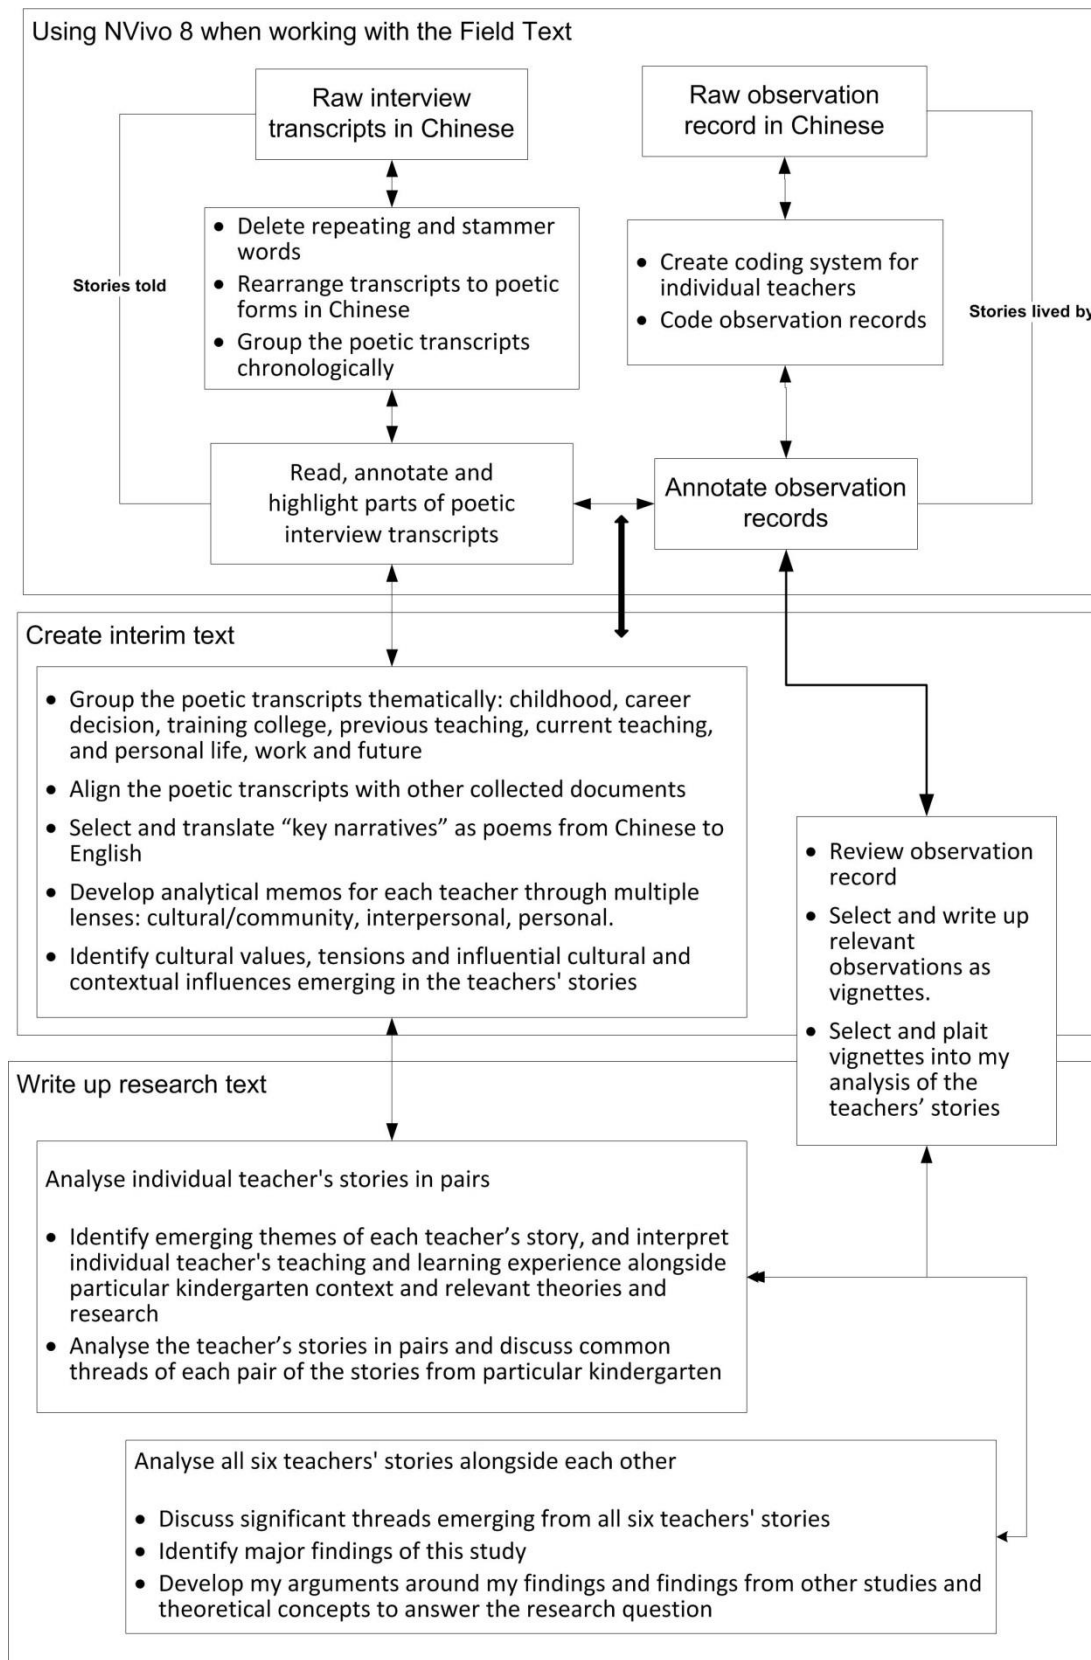 Using NVivo 8 when working with the Field Text
Raw interview
transcripts in Chinese
Raw observation
record in Chinese
• Delete repeating and stammer
words
• Rearrange transcripts to poetic
forms in Chinese
• Group the poetic transcripts
chronologically
• Create coding system for
individual teachers
• Code observation records
Stories told
Stories lived by
Read, annotate and
highlight parts of poetic
interview transcripts
Annotate observation
records
Create interim text
• Group the poetic transcripts thematically: childhood, career
decision, training college, previous teaching, current teaching,
and personal life, work and future
• Align the poetic transcripts with other collected documents
• Select and translate “key narratives” as poems from Chinese to
English
• Develop analytical memos for each teacher through multiple
lenses: cultural/community, interpersonal, personal.
• Identify cultural values, tensions and influential cultural and
contextual influences emerging in the teachers' stories
• Review observation
record
• Select and write up
relevant
observations as
vignettes.
• Select and plait
vignettes into my
analysis of the
teachers’ stories
Write up research text
Analyse individual teacher's stories in pairs
• Identify emerging themes of each teacher’s story, and interpret
individual teacher's teaching and learning experience alongside
particular kindergarten context and relevant theories and
research
• Analyse the teacher’s stories in pairs and discuss common
threads of each pair of the stories from particular kindergarten
Analyse all six teachers' stories alongside each other
• Discuss significant threads emerging from all six teachers' stories
• Identify major findings of this study
• Develop my arguments around my findings and findings from other studies and
theoretical concepts to answer the research question